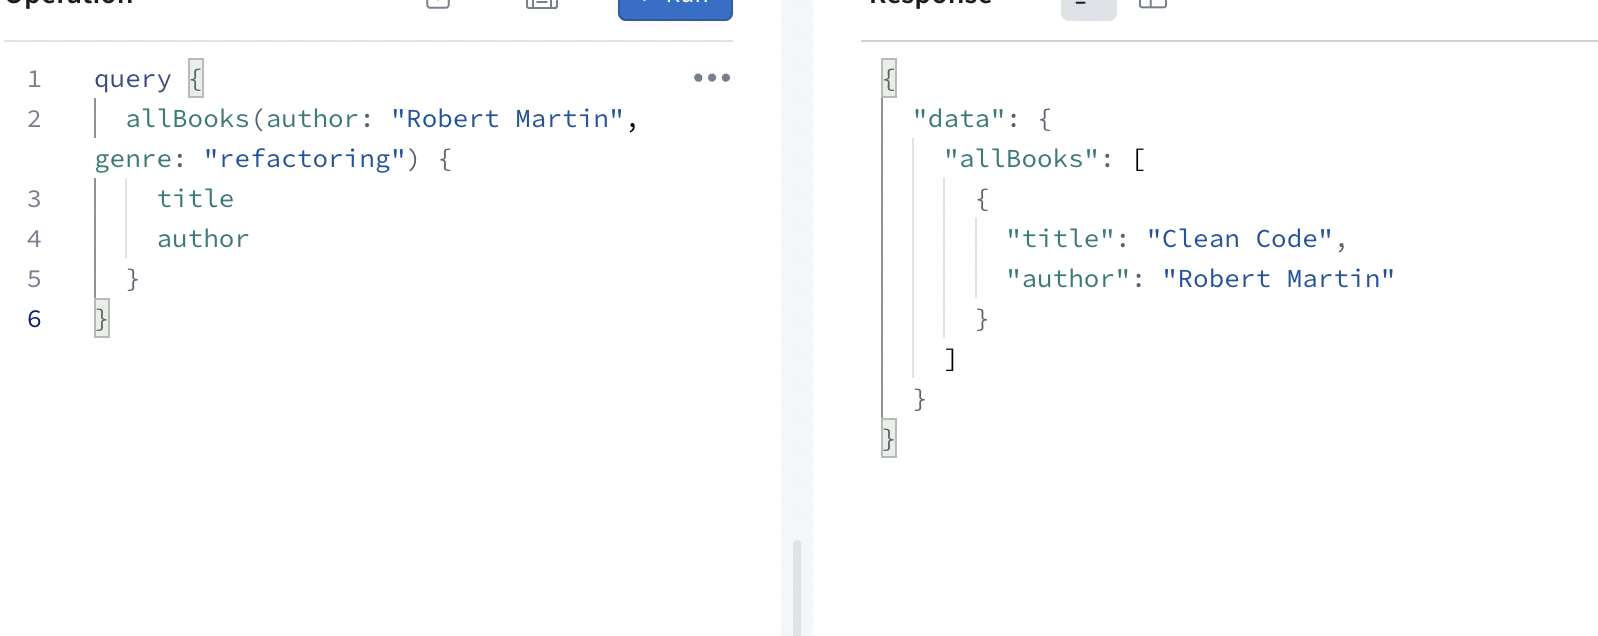 Operation Run
1 query {
2 allBooks(author: "Robert Martin",
genre: "refactoring") {
3 title
4 author
5 }
6 }
Response
{
"data": {
"allBooks": [
{
"title": "Clean Code",
"author": "Robert Martin"
}
]
}
}